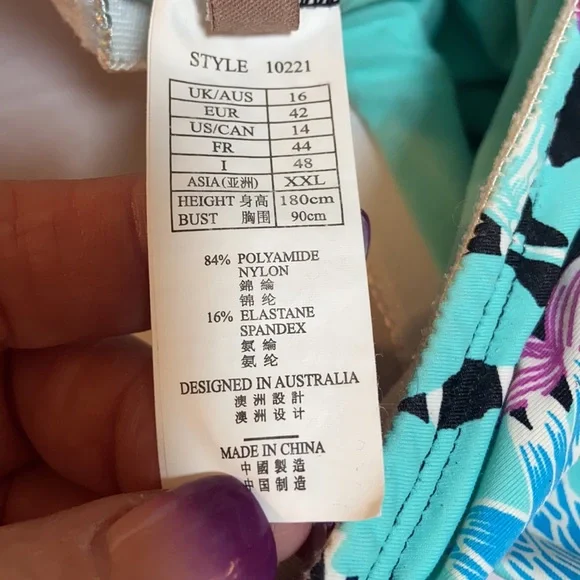 STYLE 10221
UK/AUS 16
EUR 42
US/CAN 14
FR 44
I 48
ASIA(亚洲) XXL
HEIGHT 身高 180cm
BUST 胸围 90cm
84% POLYAMIDE
NYLON
錦 綸
锦 纶
16% ELASTANE
SPANDEX
氨 綸
氨 纶
DESIGNED IN AUSTRALIA
澳 洲 設 計
澳 洲 设 计
MADE IN CHINA
中 國 製 造
中 国 制 造